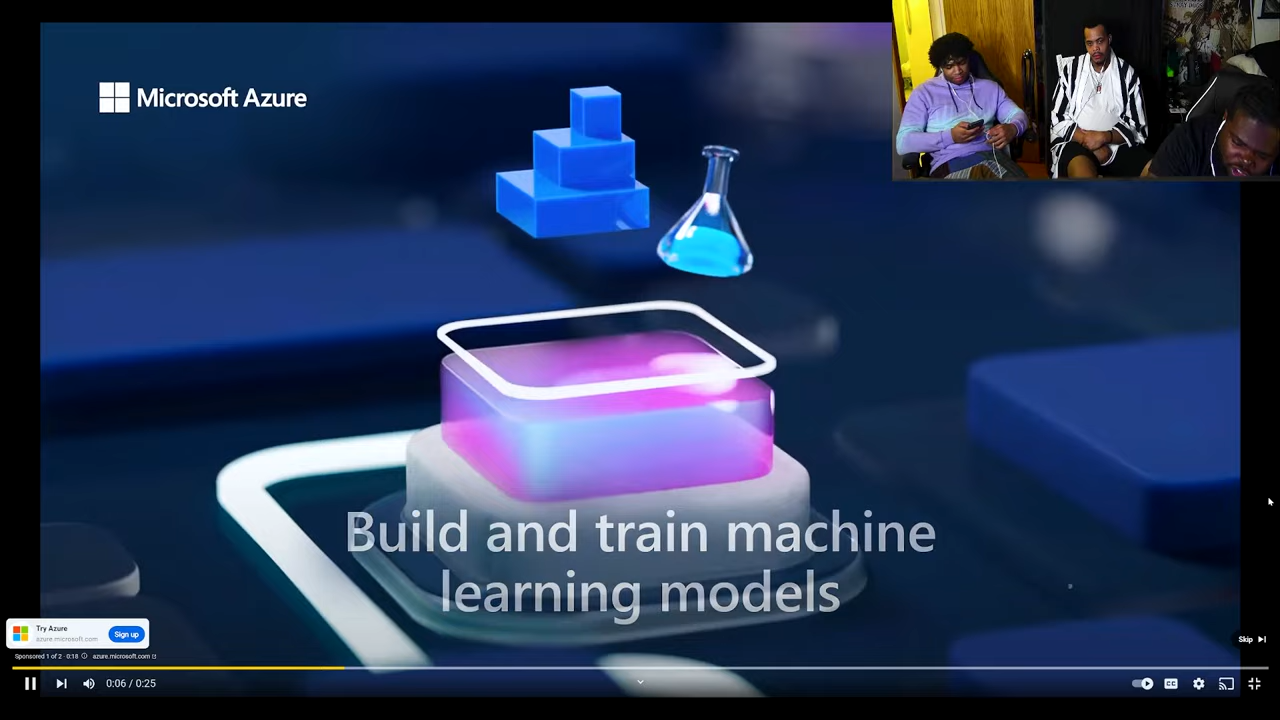 Microsoft Azure
Build and train machine
learning models
Try Azure
azure.microsoft.com
Sign up
Skip
Sponsored 1 of 2 · 0:18
azure.microsoft.com
0:06 / 0:25
CC